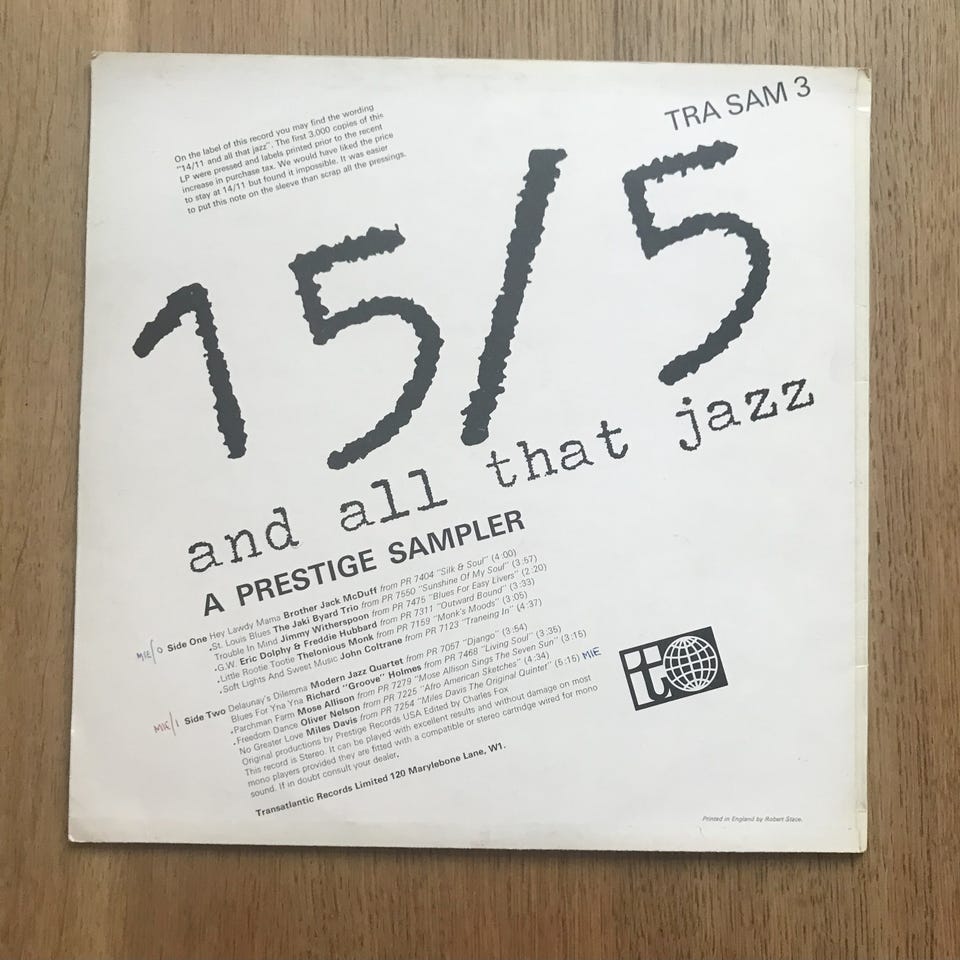 TRA SAM 3
On the label of this record you may find the wording
"14/11 and all that jazz". The first 3,000 copies of this
LP were pressed and labels printed prior to the recent
increase in purchase tax. We would have liked the price
to stay at 14/11 but found it impossible. It was easier
to put this note on the sleeve than scrap all the pressings.
15/5
and all that jazz
A PRESTIGE SAMPLER
MIE/0 Side One Hey Lawdy Mama Brother Jack McDuff from PR 7404 "Silk & Soul" (4:00)
.St. Louis Blues The Jaki Byard Trio from PR 7550 "Sunshine Of My Soul" (3:57)
Trouble In Mind Jimmy Witherspoon from PR 7475 "Blues For Easy Livers" (2:20)
.G.W. Eric Dolphy & Freddie Hubbard from PR 7311 "Outward Bound" (3:33)
.Little Rootie Tootie Thelonious Monk from PR 7159 "Monk's Moods" (3:05)
.Soft Lights And Sweet Music John Coltrane from PR 7123 "Traneing In" (4:37)
MIE/1 Side Two Delaunay's Dilemma Modern Jazz Quartet from PR 7057 "Django" (3:54)
Blues For Yna Yna Richard "Groove" Holmes from PR 7468 "Living Soul" (3:35)
.Parchman Farm Mose Allison from PR 7279 "Mose Allison Sings The Seven Sun" (3:15)
.Freedom Dance Oliver Nelson from PR 7225 "Afro American Sketches" (4:34)
No Greater Love Miles Davis from PR 7254 "Miles Davis The Original Quintet" (5:15) MIE
Original productions by Prestige Records USA Edited by Charles Fox
This record is Stereo. It can be played with excellent results and without damage on most
mono players provided they are fitted with a compatible or stereo cartridge wired for mono
sound. If in doubt consult your dealer.
Transatlantic Records Limited 120 Marylebone Lane, W1.
it
Printed in England by Robert Stace.